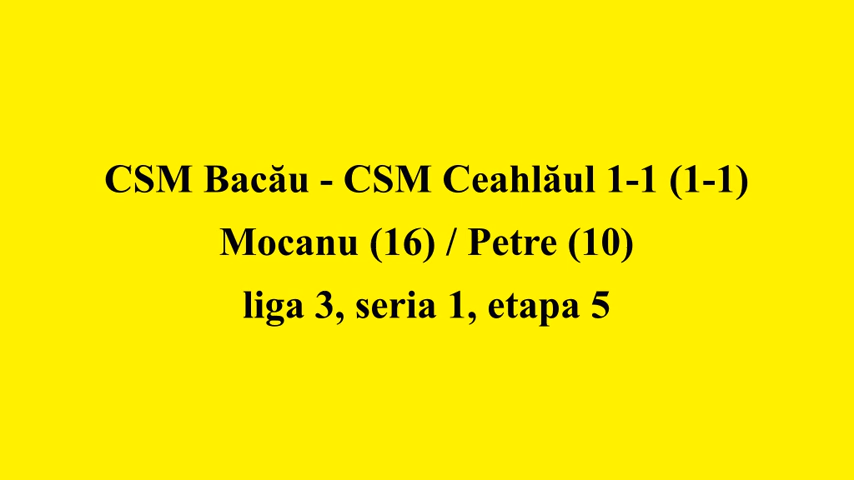 CSM Bacău - CSM Ceahlăul 1-1 (1-1)
Mocanu (16) / Petre (10)
liga 3, seria 1, etapa 5